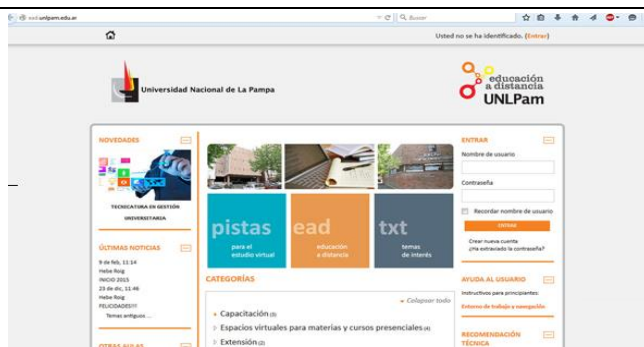 ead.unlpam.edu.ar
Buscar
Usted no se ha identificado. (Entrar)
Universidad Nacional de La Pampa
educación
a distancia
UNLPam
NOVEDADES
TECNICATURA EN GESTIÓN
UNIVERSITARIA
ÚLTIMAS NOTICIAS
9 de feb, 11:14
Hebe Roig
INICIO 2015
23 de dic, 11:46
Hebe Roig
FELICIDADES!!!
Temas antiguos ...
OTRAS AULAS
pistas
para el
estudio virtual
ead
educación
a distancia
txt
temas
de interés
CATEGORÍAS
Colapsar todo
Capacitación (3)
Espacios virtuales para materias y cursos presenciales (4)
Extensión (2)
ENTRAR
Nombre de usuario
Contraseña
Recordar nombre de usuario
ENTRAR
Crear nueva cuenta
¿Ha extraviado la contraseña?
AYUDA AL USUARIO
Instructivos para principiantes:
Entorno de trabajo y navegación.
RECOMENDACIÓN
TÉCNICA